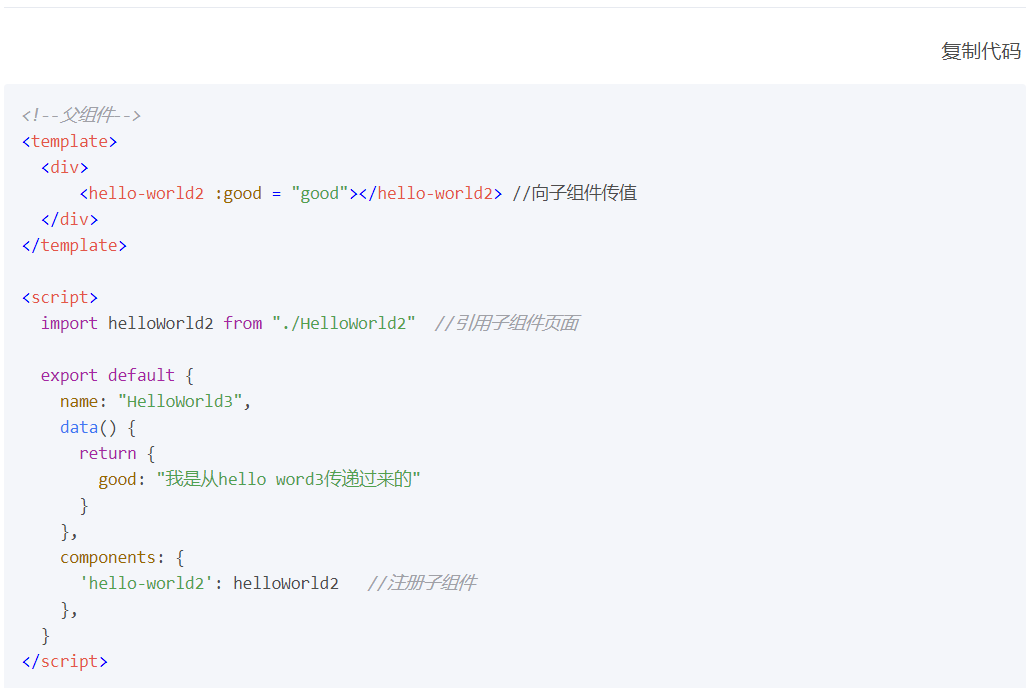 复制代码
<!--父组件-->
<template>
  <div>
      <hello-world2 :good = "good"></hello-world2> //向子组件传值
  </div>
</template>
<script>
  import helloWorld2 from "./HelloWorld2"  //引用子组件页面
  export default {
    name: "HelloWorld3",
    data() {
      return {
        good: "我是从hello word3传递过来的"
      }
    },
    components: {
      'hello-world2': helloWorld2   //注册子组件
    },
  }
</script>